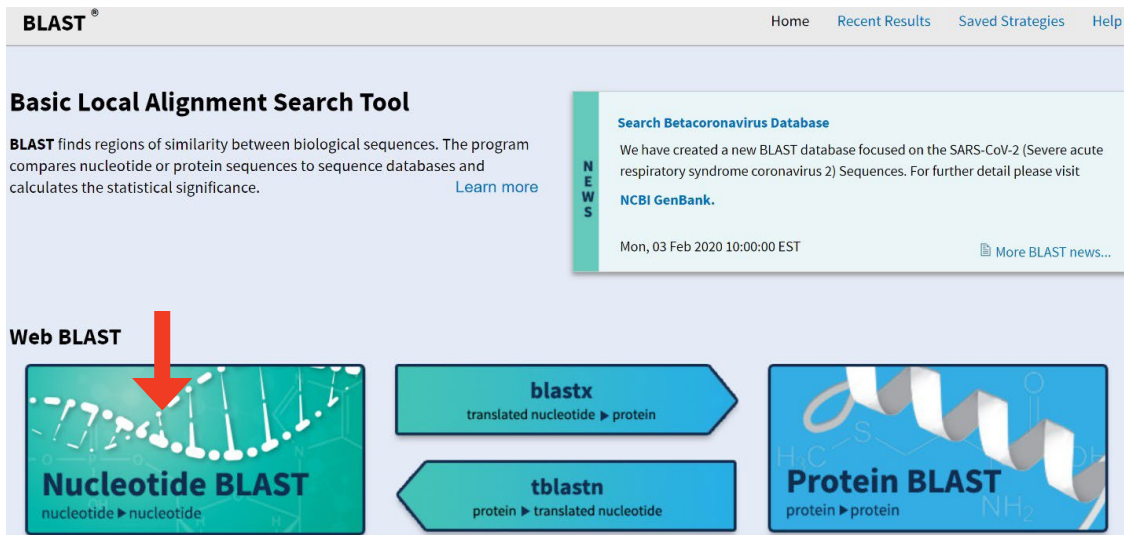 BLAST ®
Home Recent Results Saved Strategies Help
Basic Local Alignment Search Tool
BLAST finds regions of similarity between biological sequences. The program
compares nucleotide or protein sequences to sequence databases and
calculates the statistical significance. Learn more
NEWS
Search Betacoronavirus Database
We have created a new BLAST database focused on the SARS-CoV-2 (Severe acute
respiratory syndrome coronavirus 2) Sequences. For further detail please visit
NCBI GenBank.
Mon, 03 Feb 2020 10:00:00 EST
More BLAST news...
Web BLAST
Nucleotide BLAST
nucleotide ▶ nucleotide
blastx
translated nucleotide ▶ protein
tblastn
protein ▶ translated nucleotide
H₃C
S
O
OH
NH₂
Protein BLAST
protein ▶ protein